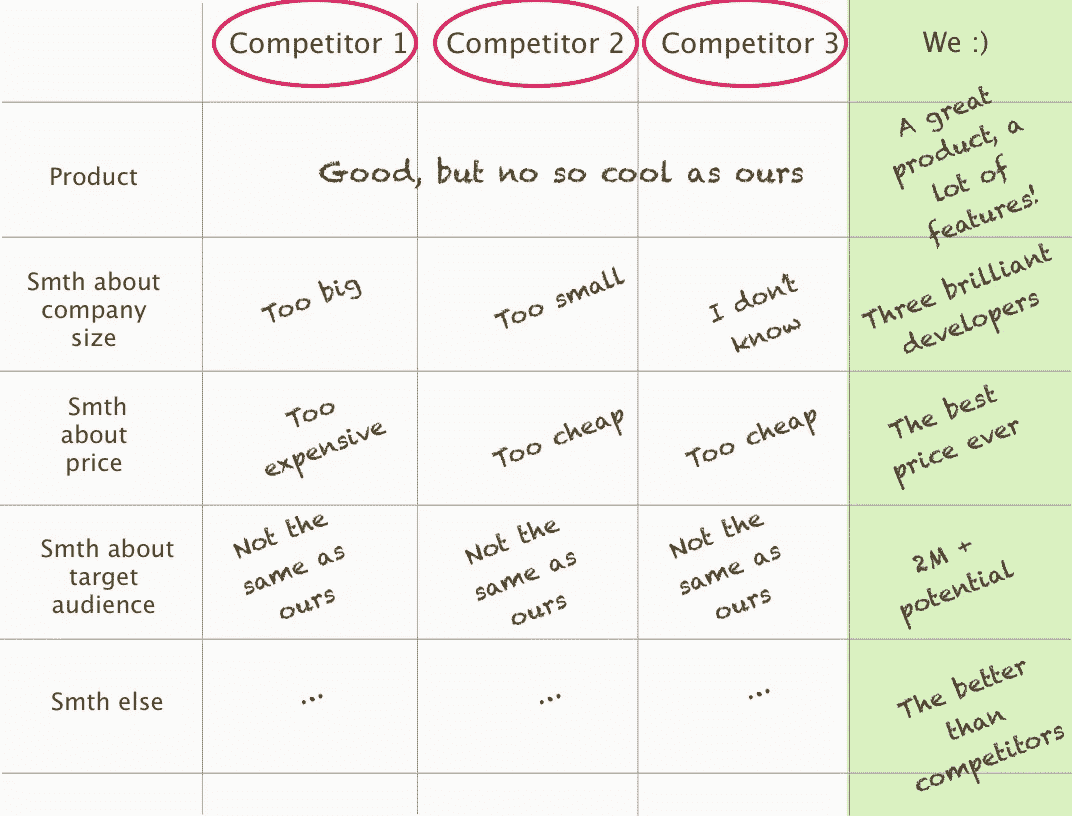 Competitor 1
Competitor 2
Competitor 3
We :)
Product
Good, but no so cool as ours
A great
product, a
lot of
features!
Smth about
company
size
Too big
Too small
I don't
know
Three brilliant
developers
Smth
about
price
Too
expensive
Too cheap
Too cheap
The best
price ever
Smth about
target
audience
Not the
same as
ours
Not the
same as
ours
Not the
same as
ours
2M +
potential
Smth else
...
...
...
The better
than
competitors